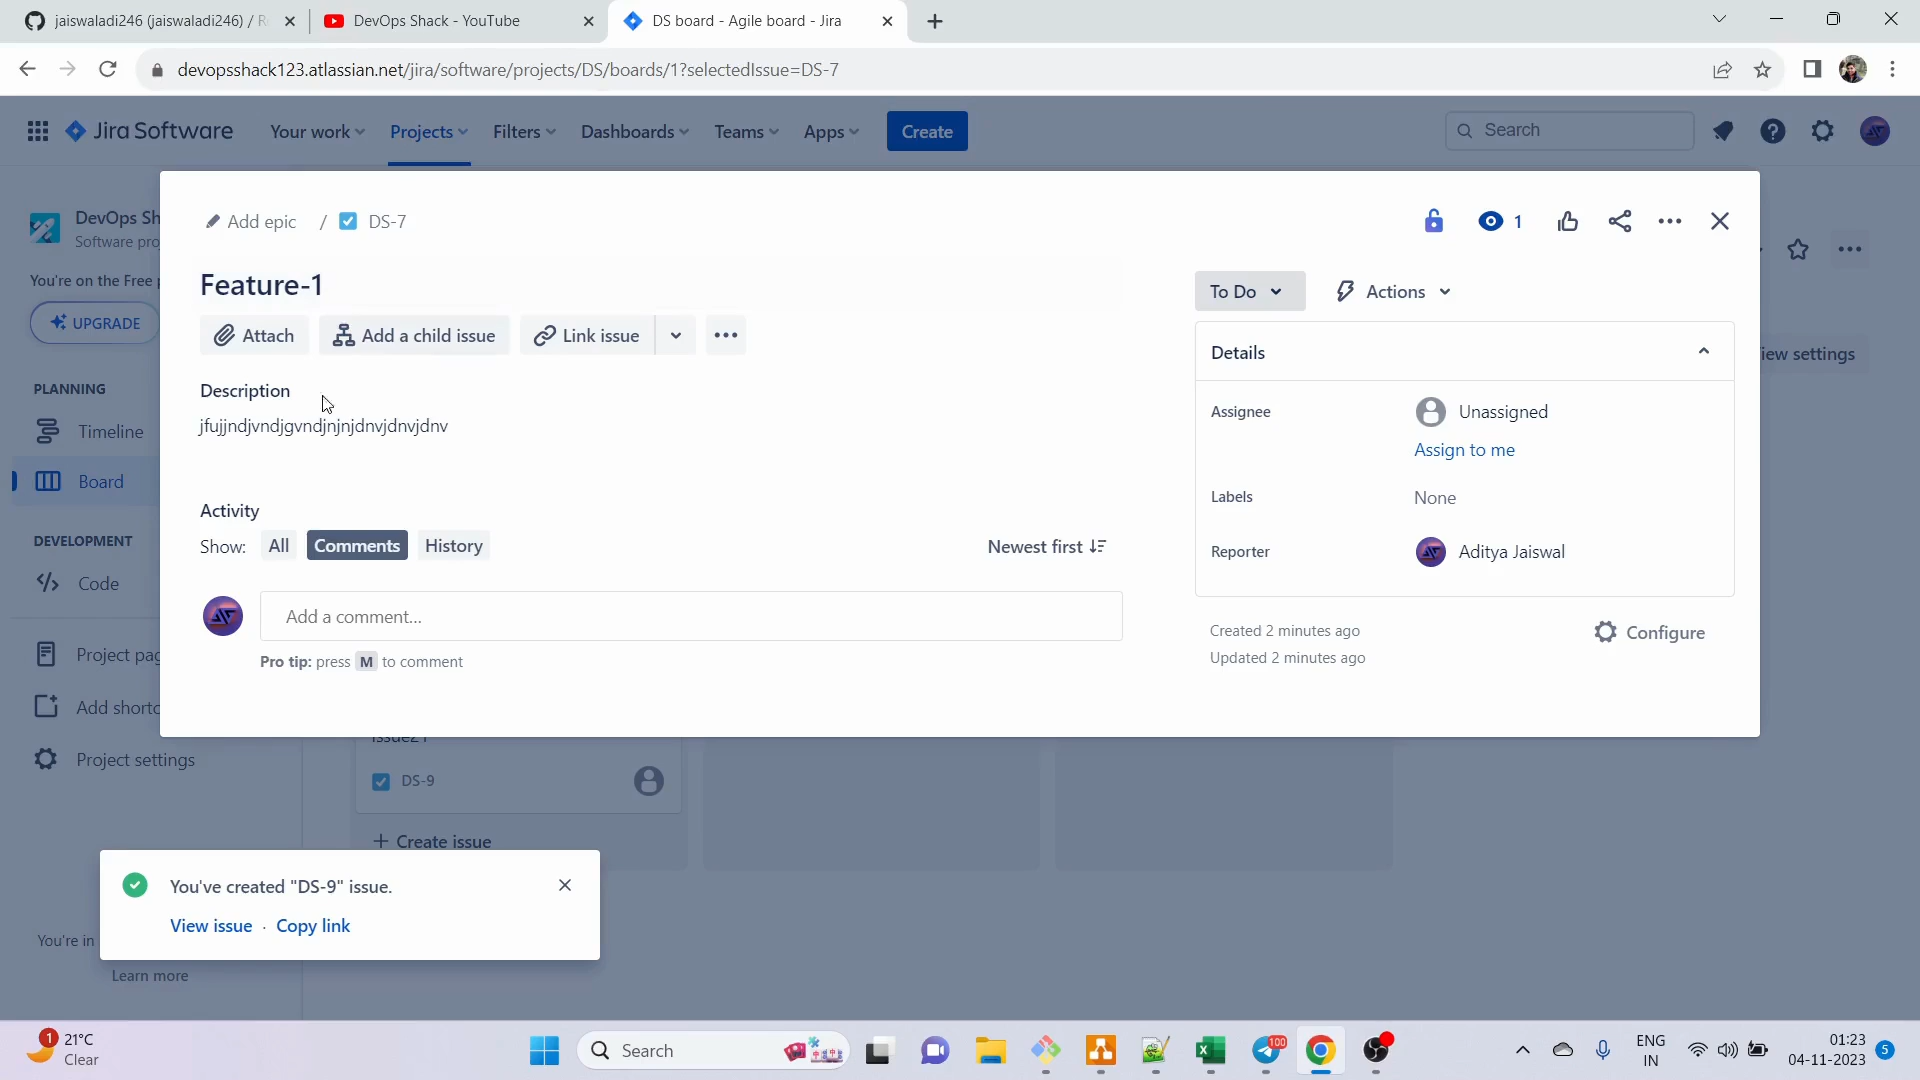 jaiswaladi246 (jaiswaladi246) / R
DevOps Shack - YouTube
DS board - Agile board - Jira
devopsshack123.atlassian.net/jira/software/projects/DS/boards/1?selectedIssue=DS-7
Jira Software
Your work
Projects
Filters
Dashboards
Teams
Apps
Create
Search
DevOps Sh
Software pro
You're on the Free
UPGRADE
PLANNING
Timeline
Board
DEVELOPMENT
Code
Project pag
Add shortc
Project settings
You're in
Learn more
Add epic / DS-7
1
Feature-1
Attach
Add a child issue
Link issue
Description
jfujjndjvndjgvndjnjnjdnvjdnvjdnv
Activity
Show: All Comments History
Newest first
Add a comment...
Pro tip: press M to comment
To Do
Actions
Details
Assignee
Unassigned
Assign to me
Labels
None
Reporter
Aditya Jaiswal
Created 2 minutes ago
Updated 2 minutes ago
Configure
iew settings
DS-9
+ Create issue
You've created "DS-9" issue.
View issue · Copy link
1
21°C
Clear
Search
100
ENG
IN
01:23
04-11-2023
5